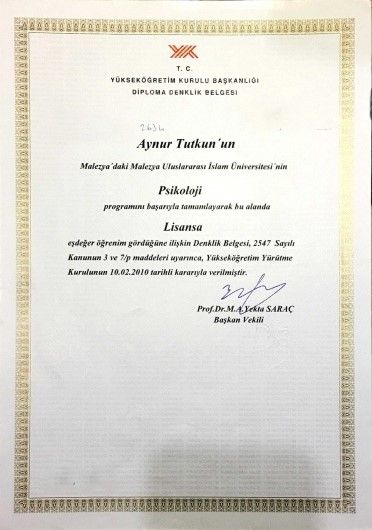 T. C.
YÜKSEKÖĞRETİM KURULU BAŞKANLIĞI
DİPLOMA DENKLİK BELGESİ
2634
Aynur Tutkun´un
Malezya´daki Malezya Uluslararası İslam Üniversitesi´nin
Psikoloji
programını başarıyla tamamlayarak bu alanda
Lisansa
eşdeğer öğrenim gördüğüne ilişkin Denklik Belgesi, 2547 Sayılı
Kanunun 3 ve 7/p maddeleri uyarınca, Yükseköğretim Yürütme
Kurulunun 10.02.2010 tarihli kararıyla verilmiştir.
Prof.Dr.M.A.Yekta SARAÇ
Başkan Vekili